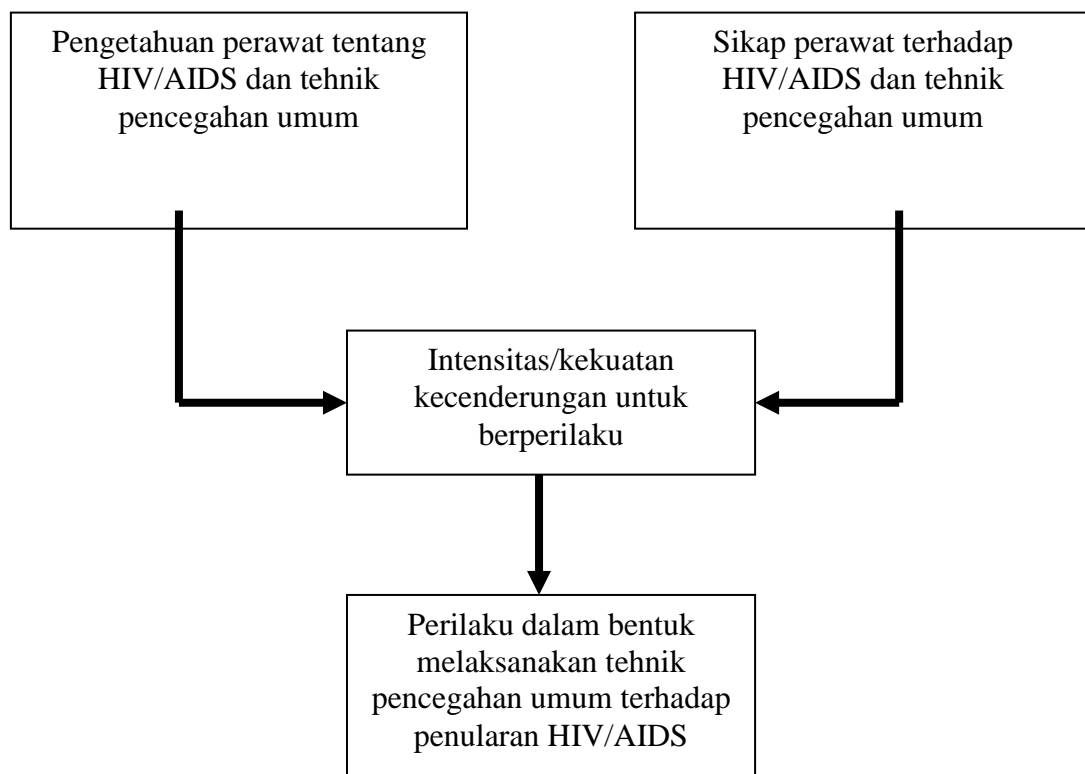 Pengetahuan perawat tentang
HIV/AIDS dan tehnik
pencegahan umum
Sikap perawat terhadap
HIV/AIDS dan tehnik
pencegahan umum
Intensitas/kekuatan
kecenderungan untuk
berperilaku
Perilaku dalam bentuk
melaksanakan tehnik
pencegahan umum terhadap
penularan HIV/AIDS